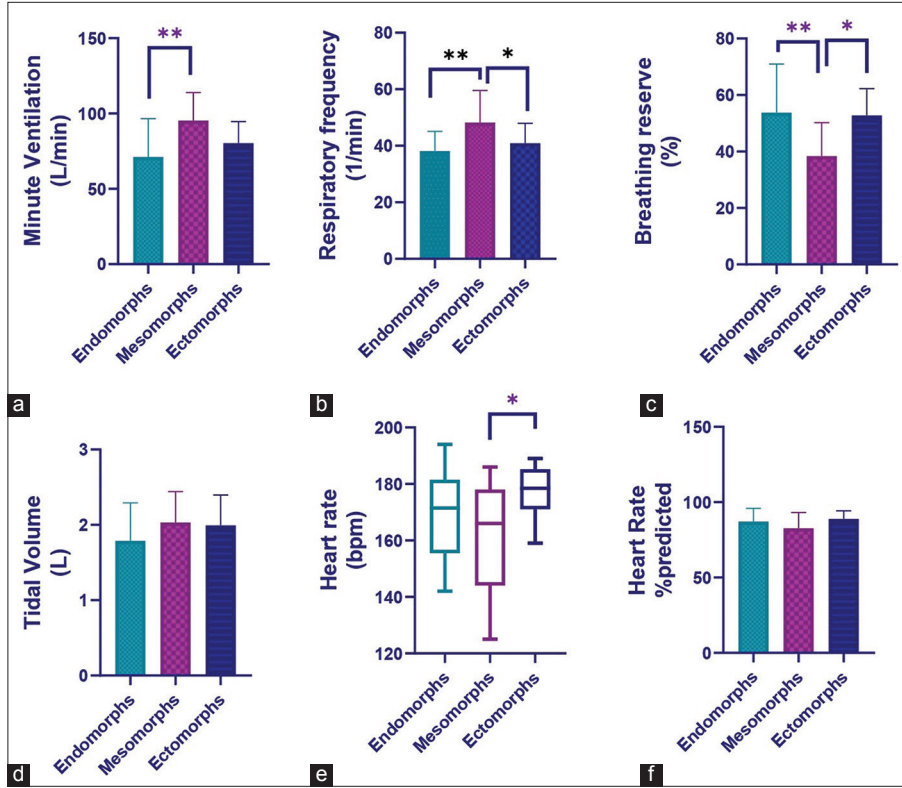 Minute Ventilation
(L/min)
150
100
50
0
**
Endomorphs
Mesomorphs
Ectomorphs
a
Respiratory frequency
(1/min)
80
60
40
20
0
**
*
Endomorphs
Mesomorphs
Ectomorphs
b
Breathing reserve
(%)
80
60
40
20
0
**
*
Endomorphs
Mesomorphs
Ectomorphs
c
Tidal Volume
(L)
3
2
1
0
Endomorphs
Mesomorphs
Ectomorphs
d
Heart rate
(bpm)
200
180
160
140
120
*
Endomorphs
Mesomorphs
Ectomorphs
e
Heart Rate
%predicted
150
100
50
0
Endomorphs
Mesomorphs
Ectomorphs
f